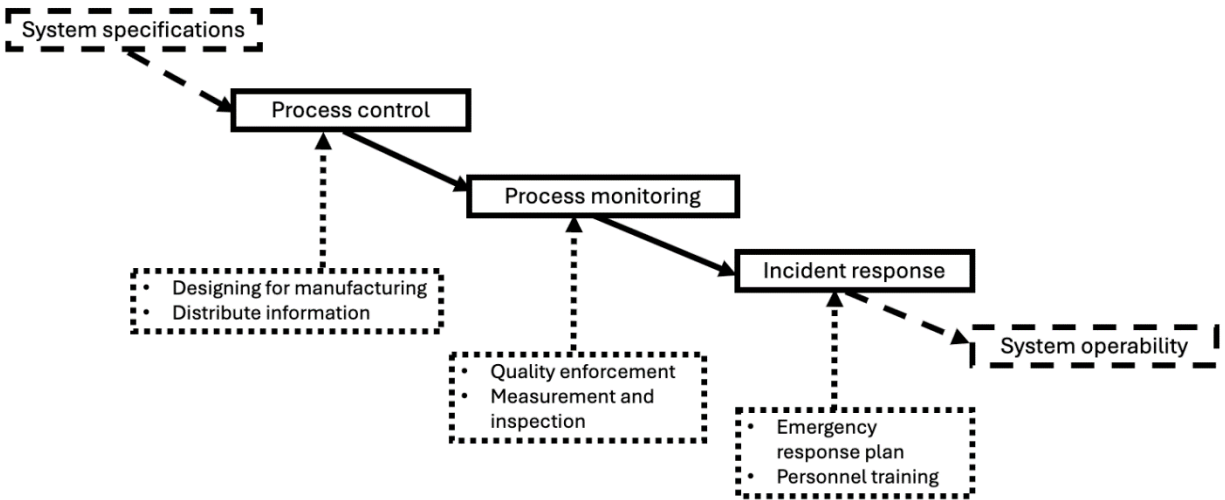 System specifications
Process control
Process monitoring
Incident response
• Designing for manufacturing
• Distribute information
System operability
• Quality enforcement
• Measurement and
inspection
• Emergency
response plan
• Personnel training